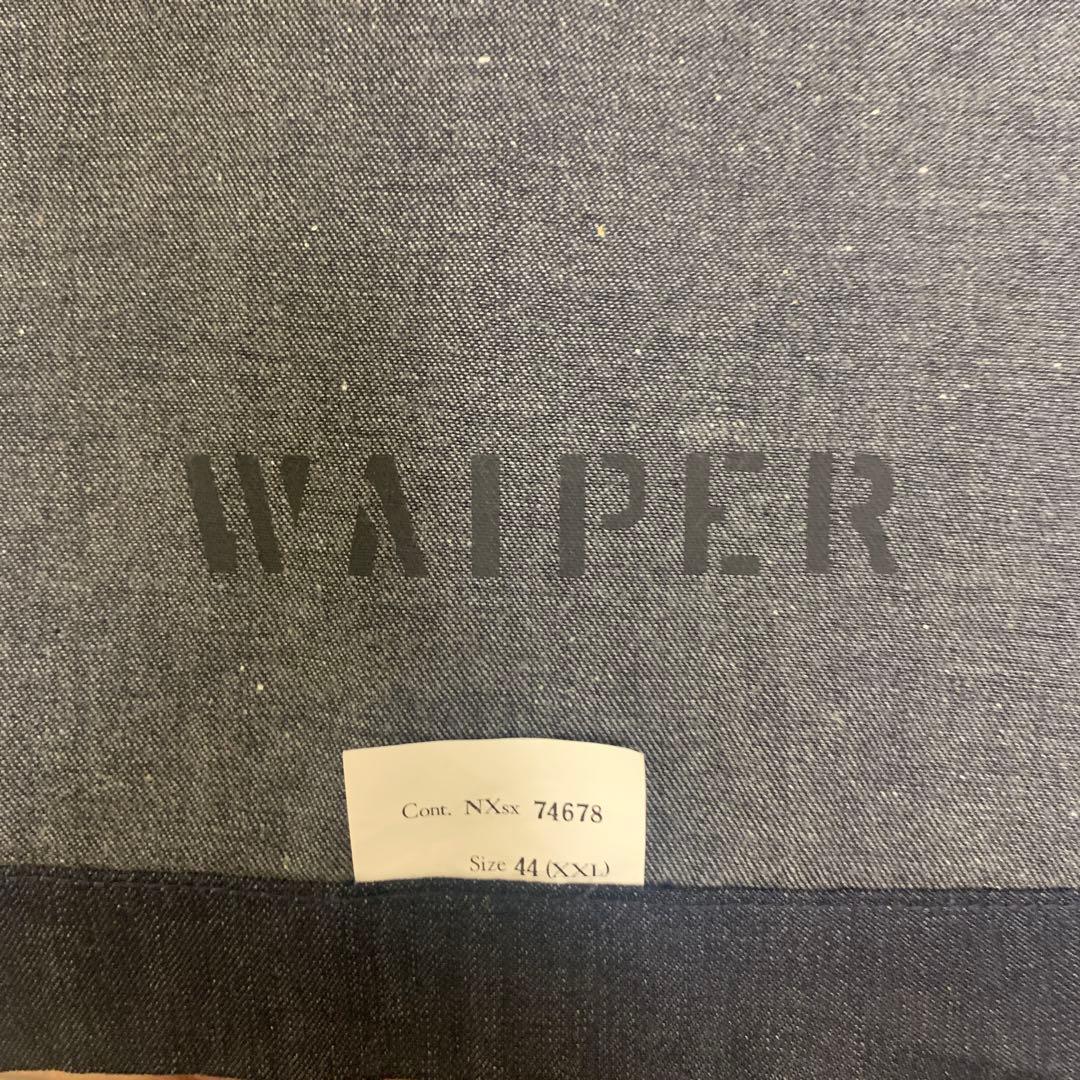 WAIPER
Cont. NXsx 74678
Size 44 (XXL)